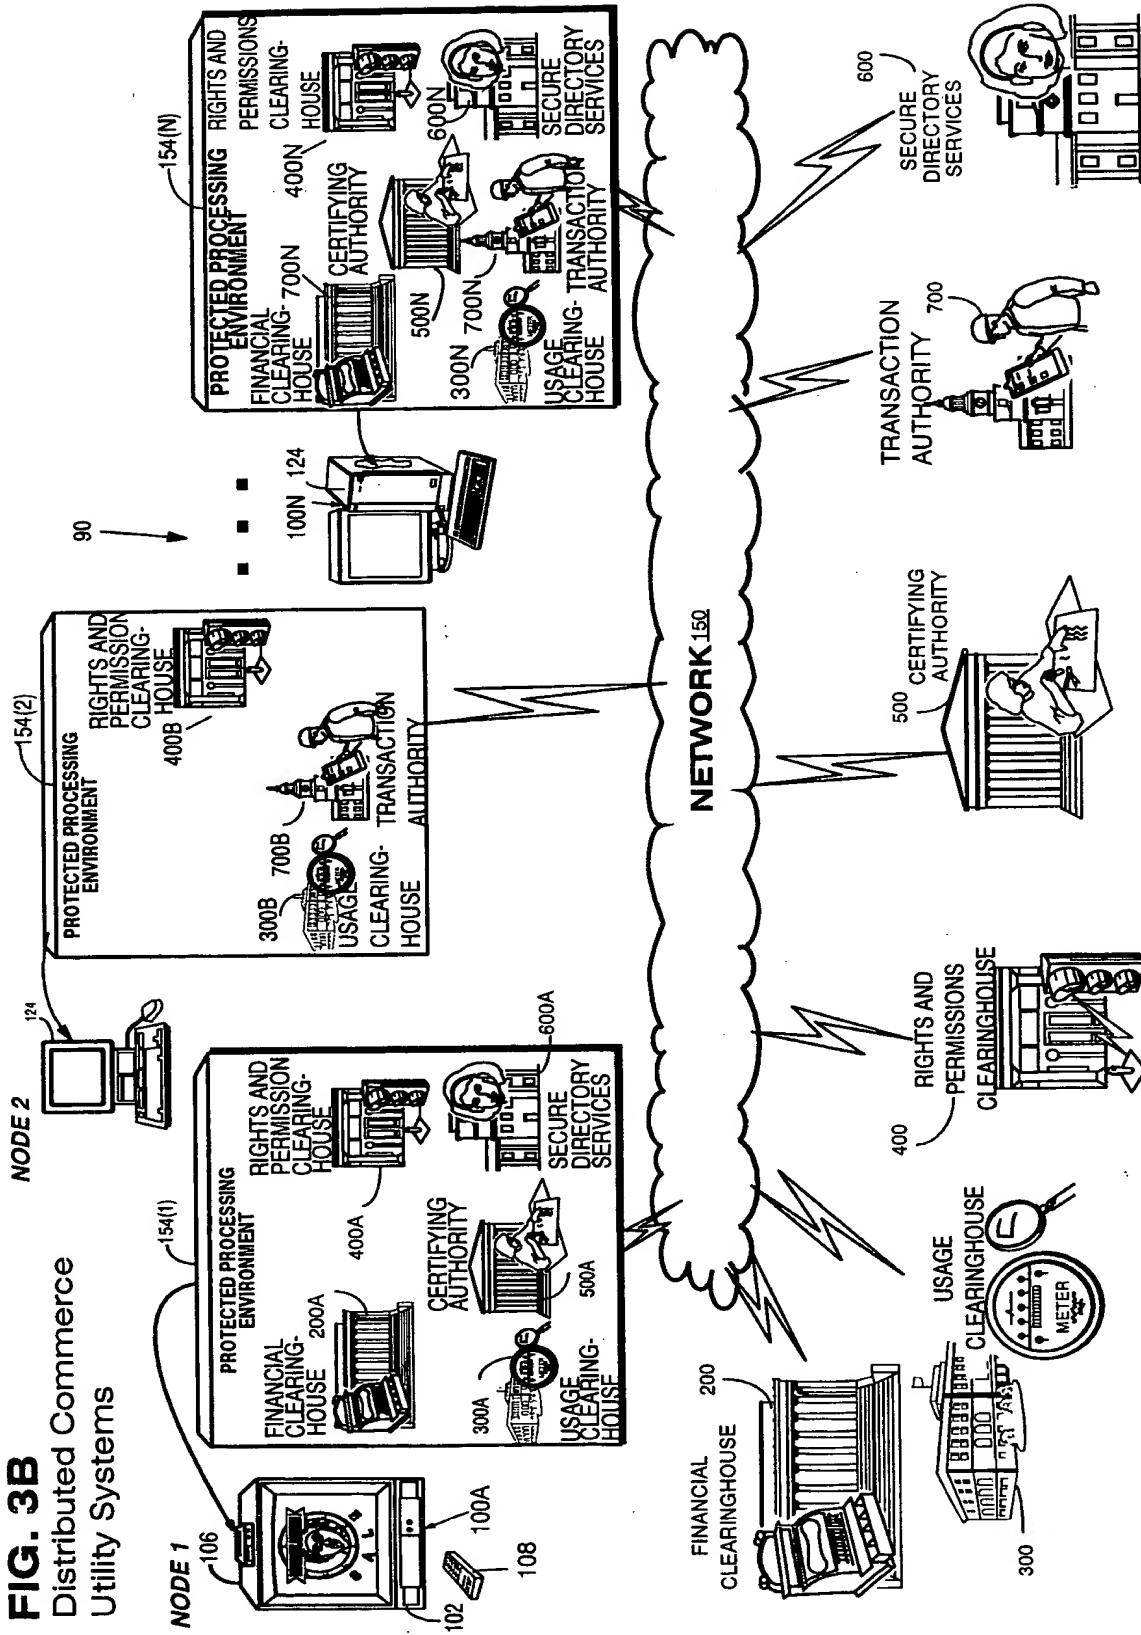 FIG. 3B
Distributed Commerce
Utility Systems
NODE 1
106
102
100A
108
154(1)
PROTECTED PROCESSING
ENVIRONMENT
FINANCIAL
CLEARING-
HOUSE
200A
RIGHTS AND
PERMISSION
CLEARING-
HOUSE
400A
CERTIFYING
AUTHORITY
500A
300A
USAGE
CLEARING-
HOUSE
600A
SECURE
DIRECTORY
SERVICES
NODE 2
124
154(2)
PROTECTED PROCESSING
ENVIRONMENT
RIGHTS AND
PERMISSION
CLEARING-
HOUSE
400B
300B
700B
USAGE
CLEARING-
HOUSE
TRANSACTION
AUTHORITY
90
100N
124
154(N)
PROTECTED PROCESSING
ENVIRONMENT
FINANCIAL
CLEARING-
HOUSE
700N
RIGHTS AND
PERMISSIONS
CLEARING-
HOUSE
400N
CERTIFYING
AUTHORITY
500N
300N
700N
USAGE
CLEARING-
HOUSE
TRANSACTION
AUTHORITY
600N
SECURE
DIRECTORY
SERVICES
NETWORK 150
FINANCIAL
CLEARINGHOUSE
200
USAGE
CLEARINGHOUSE
METER
300
RIGHTS AND
PERMISSIONS
CLEARINGHOUSE
400
500
CERTIFYING
AUTHORITY
TRANSACTION
AUTHORITY
700
SECURE
DIRECTORY
SERVICES
600